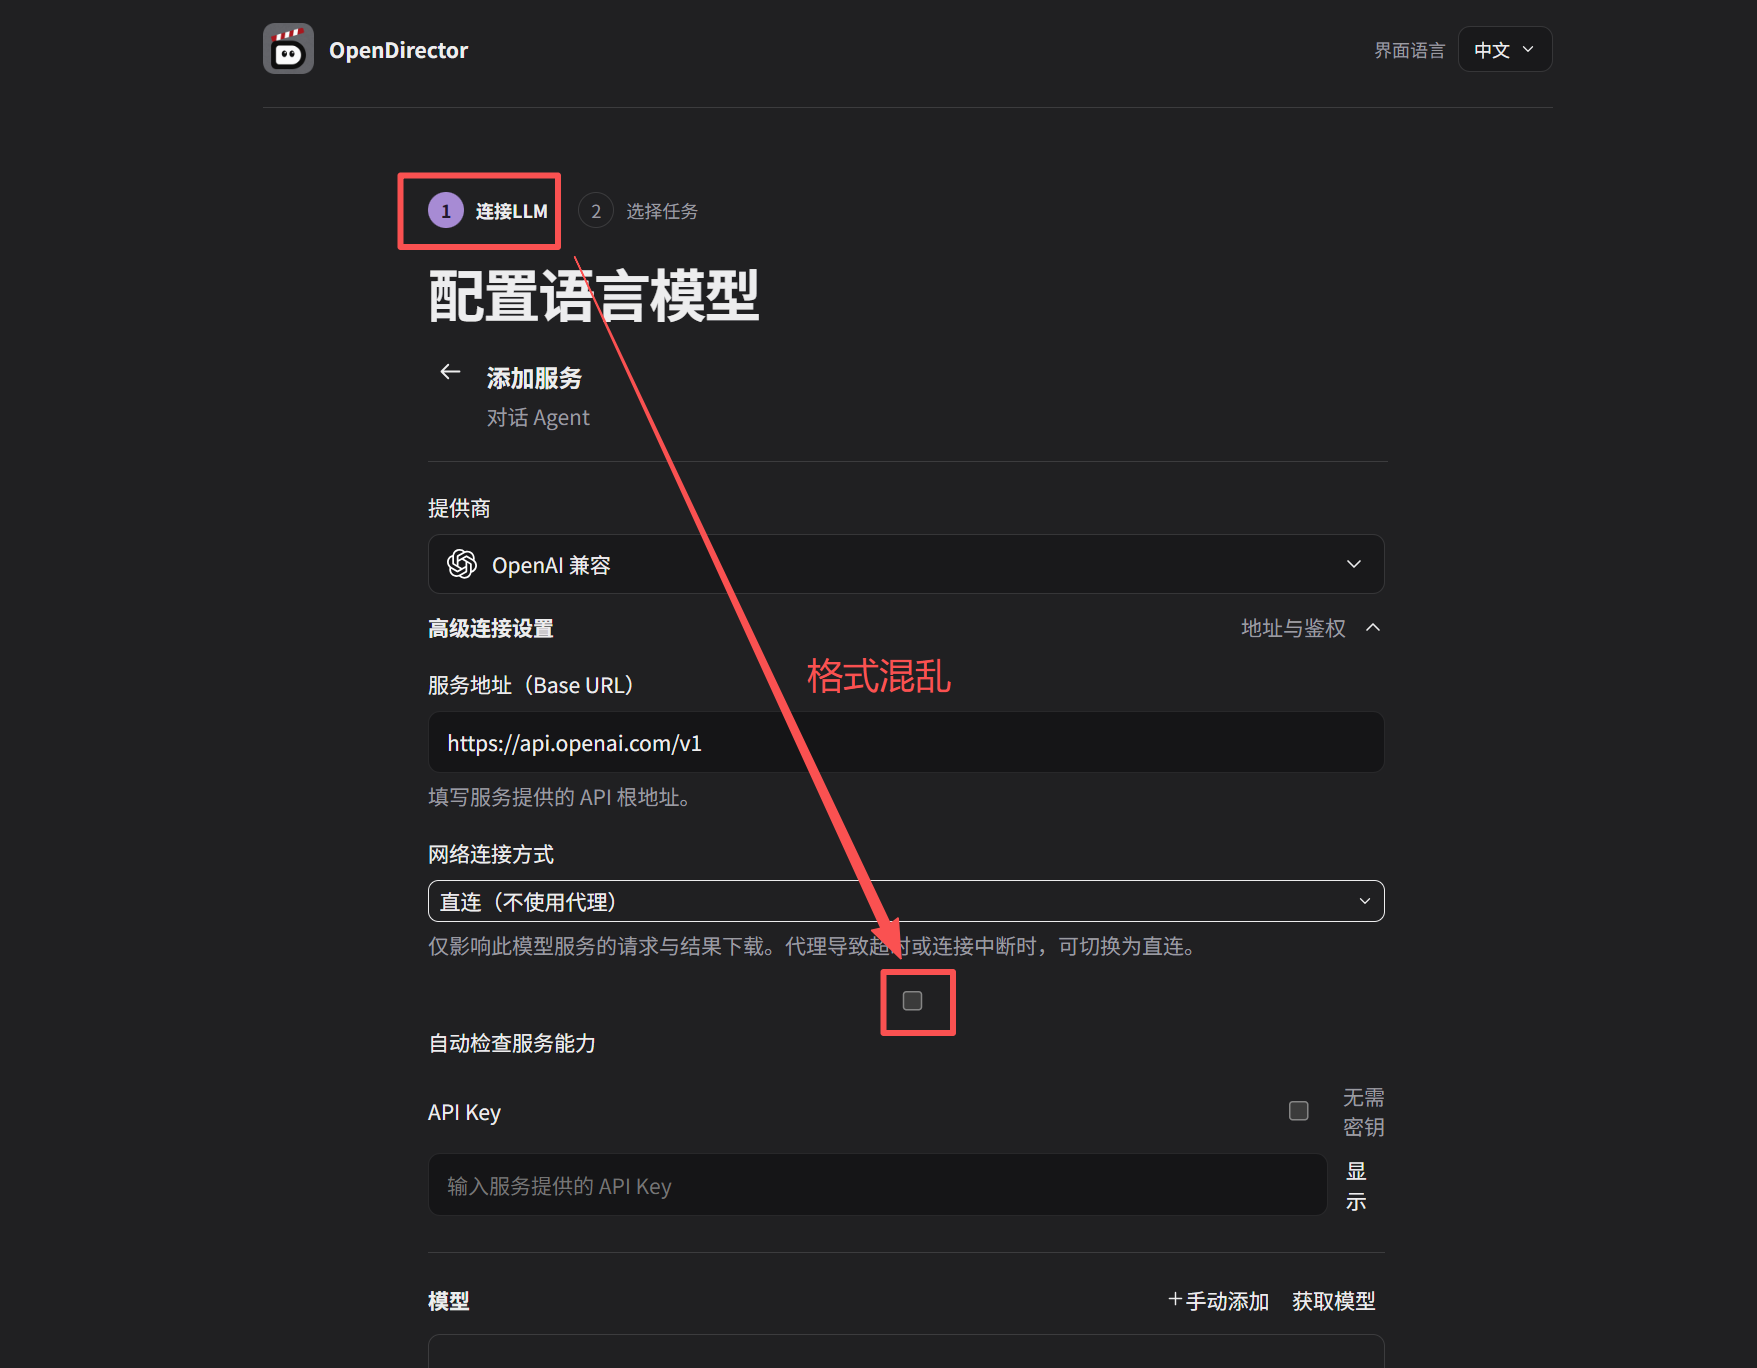 OpenDirector
界面语言 中文
1 连接LLM 2 选择任务
配置语言模型
添加服务
对话 Agent
提供商
OpenAI 兼容
高级连接设置 地址与鉴权
格式混乱
服务地址（Base URL）
https://api.openai.com/v1
填写服务提供的 API 根地址。
网络连接方式
直连（不使用代理）
仅影响此模型服务的请求与结果下载。代理导致超时或连接中断时，可切换为直连。
自动检查服务能力
API Key 无需
密钥
输入服务提供的 API Key 显
示
模型 +手动添加 获取模型